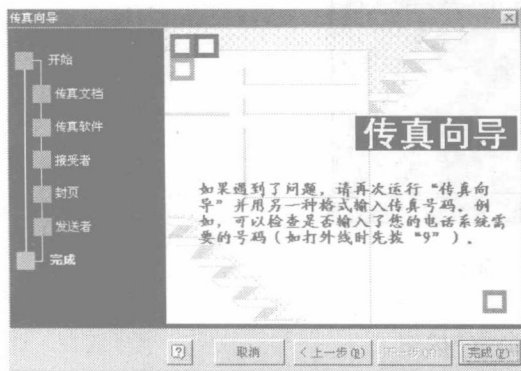 传真向导
开始
传真文档
传真软件
接受者
封页
发送者
完成
传真向导
如果遇到了问题，请再次运行“传真向
导”并用另一种格式输入传真号码。例
如，可以检查是否输入了您的电话系统需
要的号码（如打外线时先拨“9”）。
取消
<上一步(B)
下一步(N)
完成(F)